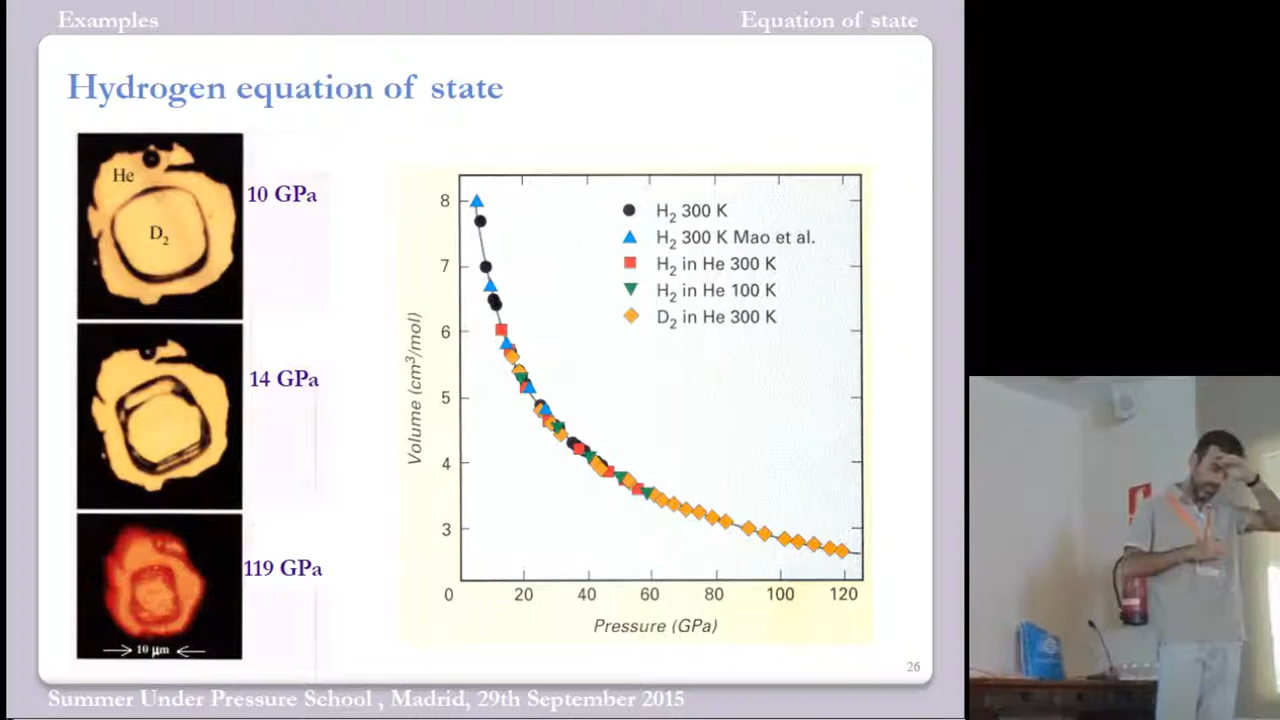 Examples
Equation of state
Hydrogen equation of state
He
D2
10 GPa
14 GPa
119 GPa
10 μm
8
7
6
5
4
3
0
20
40
60
80
100
120
Volume (cm³/mol)
Pressure (GPa)
H2 300 K
H2 300 K Mao et al.
H2 in He 300 K
H2 in He 100 K
D2 in He 300 K
26
Summer Under Pressure School , Madrid, 29th September 2015